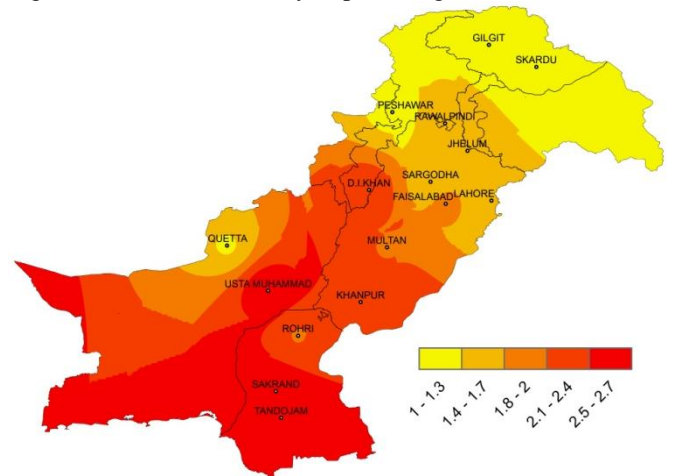 GILGIT
SKARDU
PESHAWAR
RAWALPINDI
JHELUM
SARGODHA
D.I.KHAN
FAISALABAD
LAHORE
QUETTA
MULTAN
USTA MUHAMMAD
KHANPUR
ROHRI
SAKRAND
TANDOJAM
1 - 1.3
1.4 - 1.7
1.8 - 2
2.1 - 2.4
2.5 - 2.7